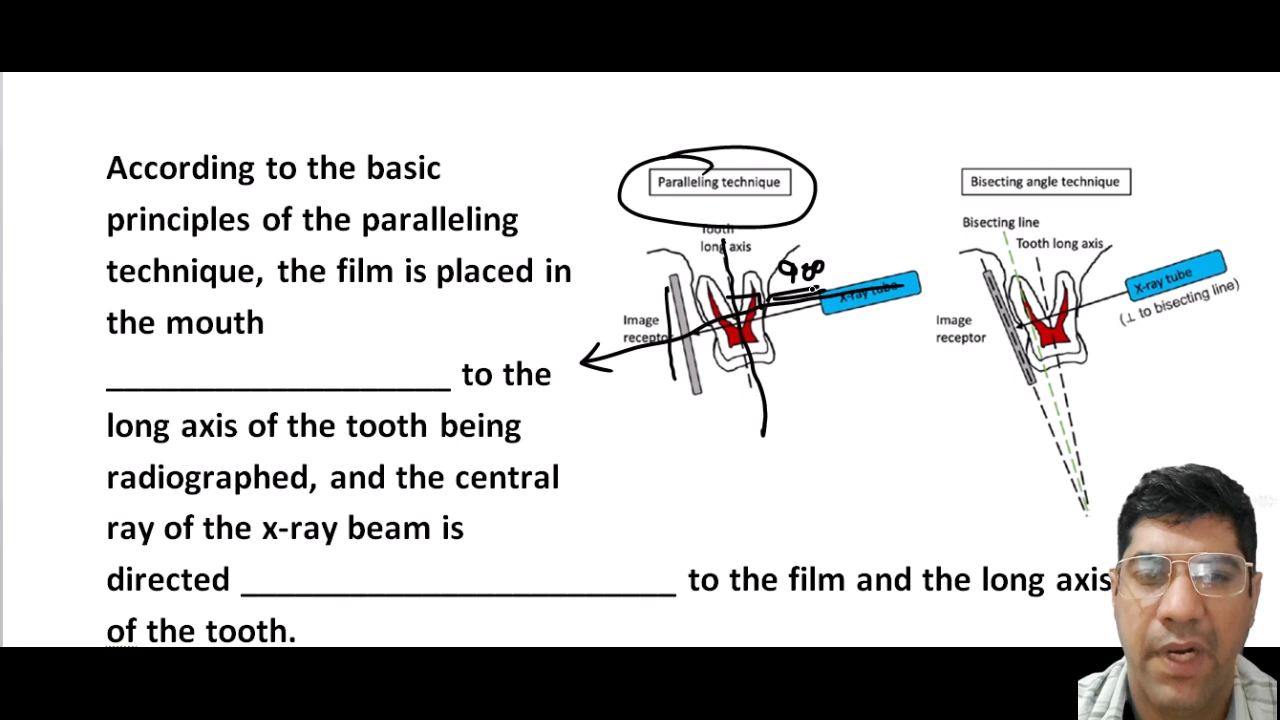 According to the basic
principles of the paralleling
technique, the film is placed in
the mouth
____________________ to the
long axis of the tooth being
radiographed, and the central
ray of the x-ray beam is
directed _________________________ to the film and the long axis
of the tooth.
Paralleling technique
Tooth
long axis
X-ray tube
Image
receptor
Bisecting angle technique
Bisecting line
Tooth long axis
X-ray tube
(⊥ to bisecting line)
Image
receptor